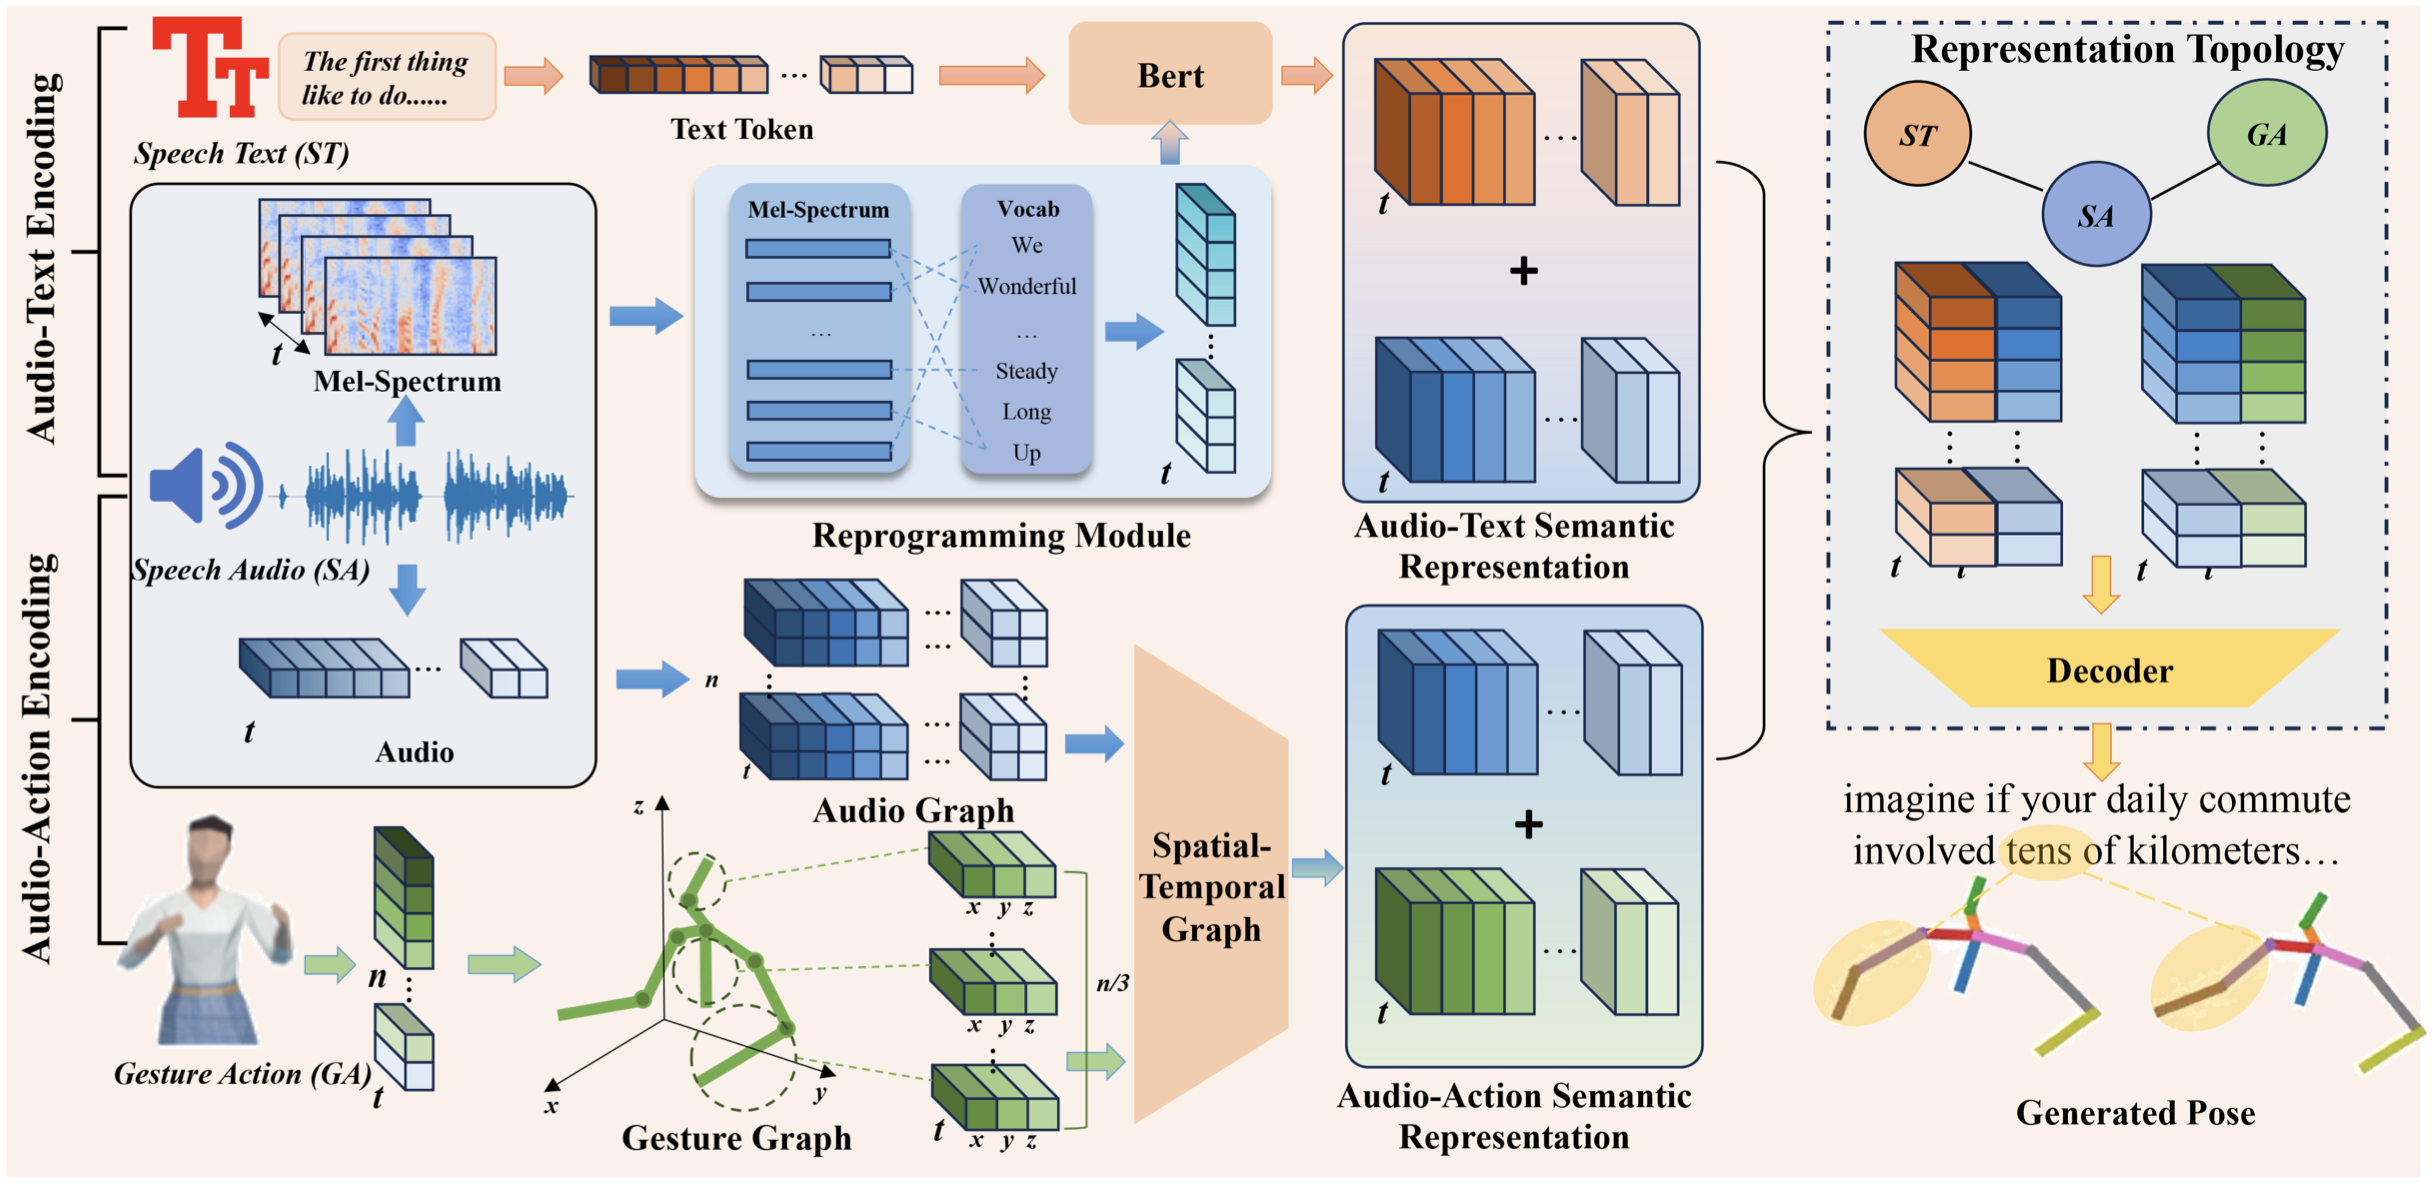 Audio-Text Encoding
Audio-Action Encoding
TT
The first thing
like to do......
Speech Text (ST)
Text Token
...
Bert
t
Mel-Spectrum
Speech Audio (SA)
...
t
Audio
Mel-Spectrum
...
Vocab
We
Wonderful
...
Steady
Long
Up
t
Reprogramming Module
n
...
...
...
...
t
Audio Graph
Gesture Action (GA)
n
t
z
x
y
Gesture Graph
x y z
x y z
t x y z
n/3
Spatial-
Temporal
Graph
...
t
+
...
t
Audio-Text Semantic
Representation
...
t
+
...
t
Audio-Action Semantic
Representation
Representation Topology
ST
GA
SA
t t t t
Decoder
imagine if your daily commute
involved tens of kilometers…
Generated Pose